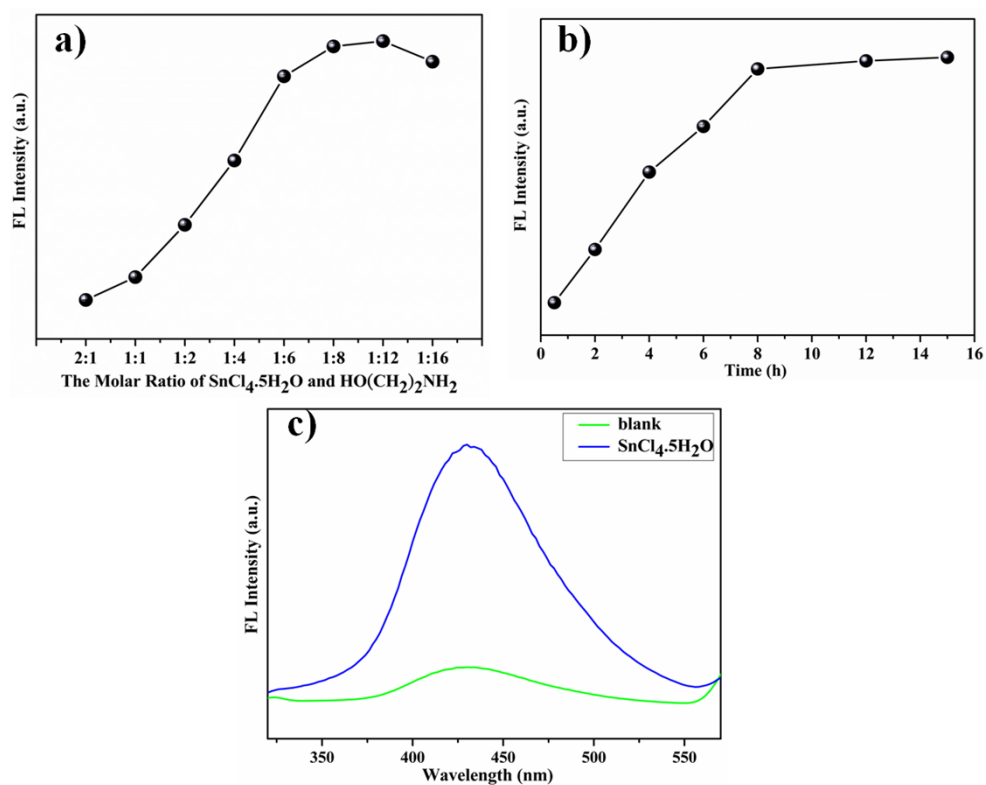 a)
FL Intensity (a.u.)
2:1 1:1 1:2 1:4 1:6 1:8 1:12 1:16
The Molar Ratio of SnCl4.5H2O and HO(CH2)2NH2
b)
FL Intensity (a.u.)
0 2 4 6 8 10 12 14 16
Time (h)
c)
blank
SnCl4.5H2O
FL Intensity (a.u.)
350 400 450 500 550
Wavelength (nm)